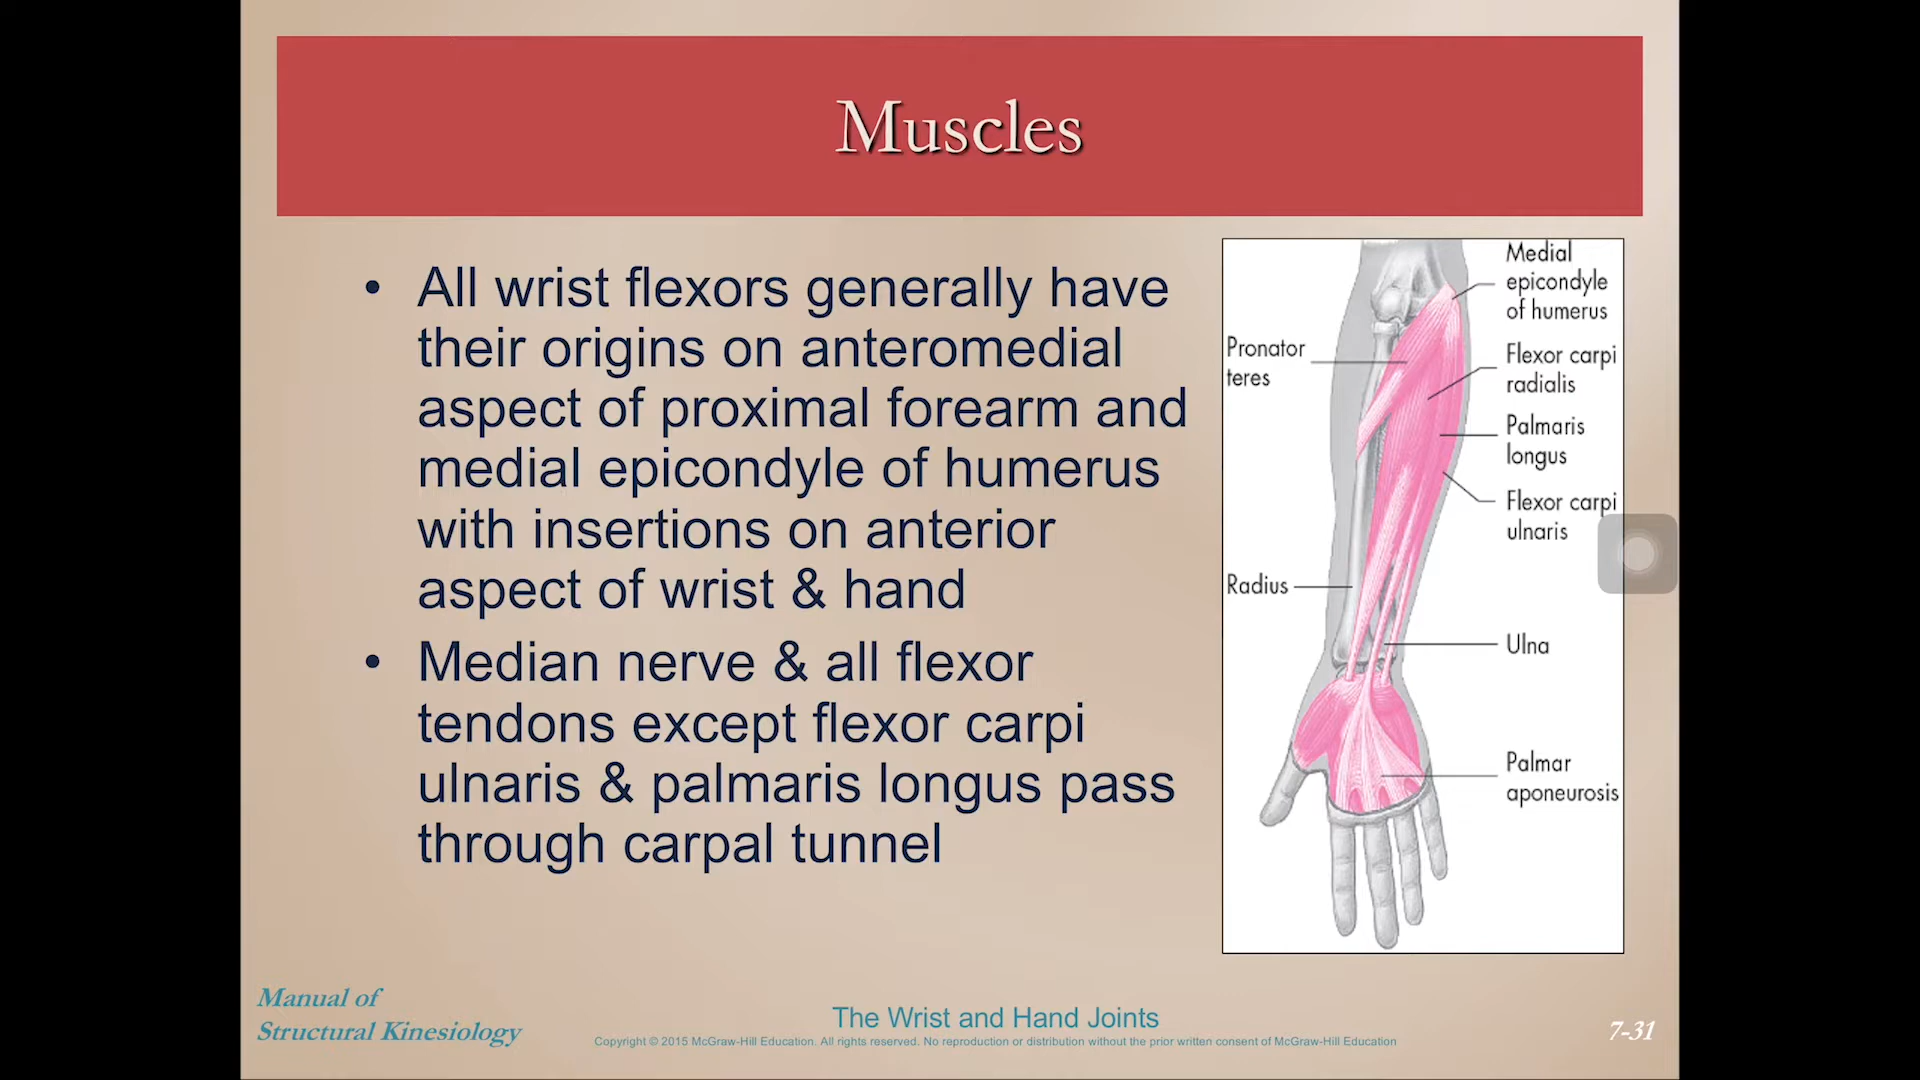 Muscles
• All wrist flexors generally have
their origins on anteromedial
aspect of proximal forearm and
medial epicondyle of humerus
with insertions on anterior
aspect of wrist & hand
• Median nerve & all flexor
tendons except flexor carpi
ulnaris & palmaris longus pass
through carpal tunnel
Medial
epicondyle
of humerus
Pronator
teres
Flexor carpi
radialis
Palmaris
longus
Flexor carpi
ulnaris
Radius
Ulna
Palmar
aponeurosis
Manual of
Structural Kinesiology
The Wrist and Hand Joints
Copyright © 2015 McGraw-Hill Education. All rights reserved. No reproduction or distribution without the prior written consent of McGraw-Hill Education
7-31